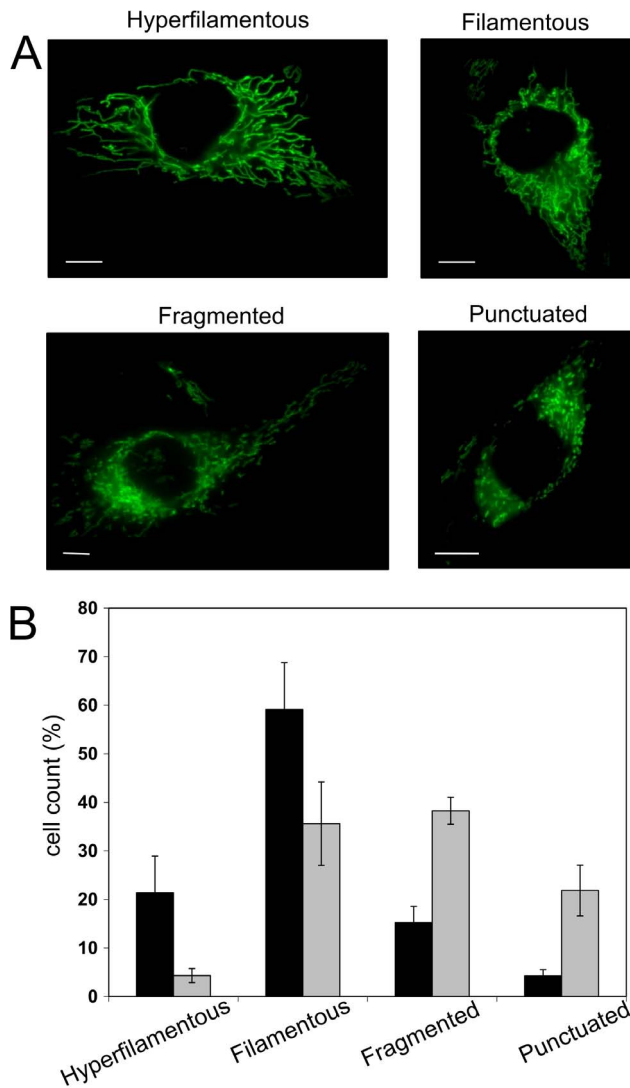 Hyperfilamentous
Filamentous
A
Fragmented
Punctuated
B
80
70
60
50
40
30
20
10
0
cell count (%)
Hyperfilamentous
Filamentous
Fragmented
Punctuated